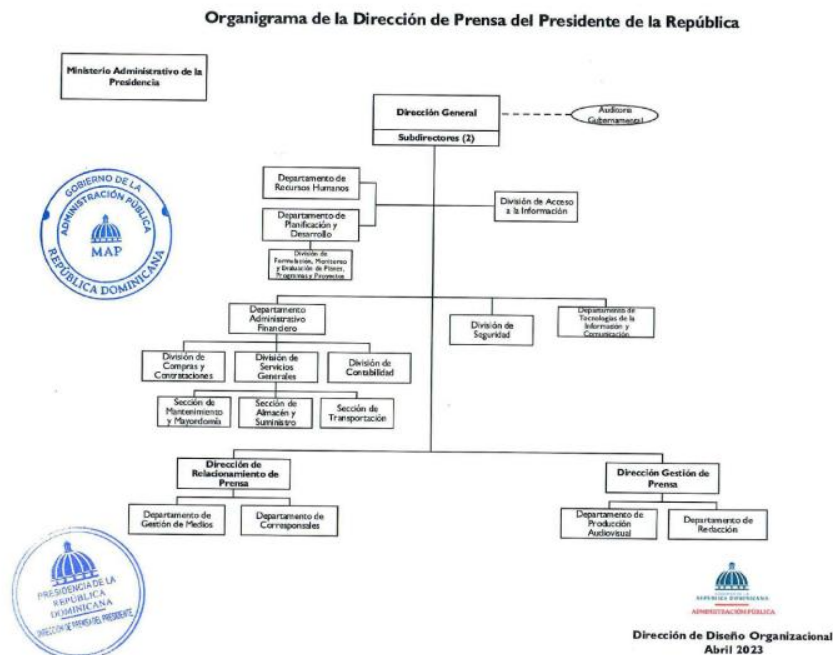 Organigrama de la Dirección de Prensa del Presidente de la República
Ministerio Administrativo de la
Presidencia
Dirección General
Subdirectores (2)
Auditoría
Gubernamental
Departamento de
Recursos Humanos
División de Acceso
a la Información
Departamento de
Planificación y
Desarrollo
División de
Formulación, Monitoreo
y Evaluación de Planes,
Programas y Proyectos
GOBIERNO DE LA
REPÚBLICA DOMINICANA
ADMINISTRACIÓN PÚBLICA
MAP
Departamento
Administrativo
Financiero
División de
Seguridad
Departamento de
Tecnologías de la
Información y
Comunicación
División de
Compras y
Contrataciones
División de
Servicios
Generales
División de
Contabilidad
Sección de
Mantenimiento
y Mayordomía
Sección de
Almacén y
Suministro
Sección de
Transportación
Dirección de
Relacionamiento de
Prensa
Dirección Gestión de
Prensa
Departamento de
Gestión de Medios
Departamento de
Corresponsales
Departamento de
Producción
Audiovisual
Departamento de
Redacción
PRESIDENCIA DE LA
REPÚBLICA
DOMINICANA
DIRECCIÓN DE PRENSA DEL PRESIDENTE
REPÚBLICA DOMINICANA
ADMINISTRACIÓN PÚBLICA
Dirección de Diseño Organizacional
Abril 2023